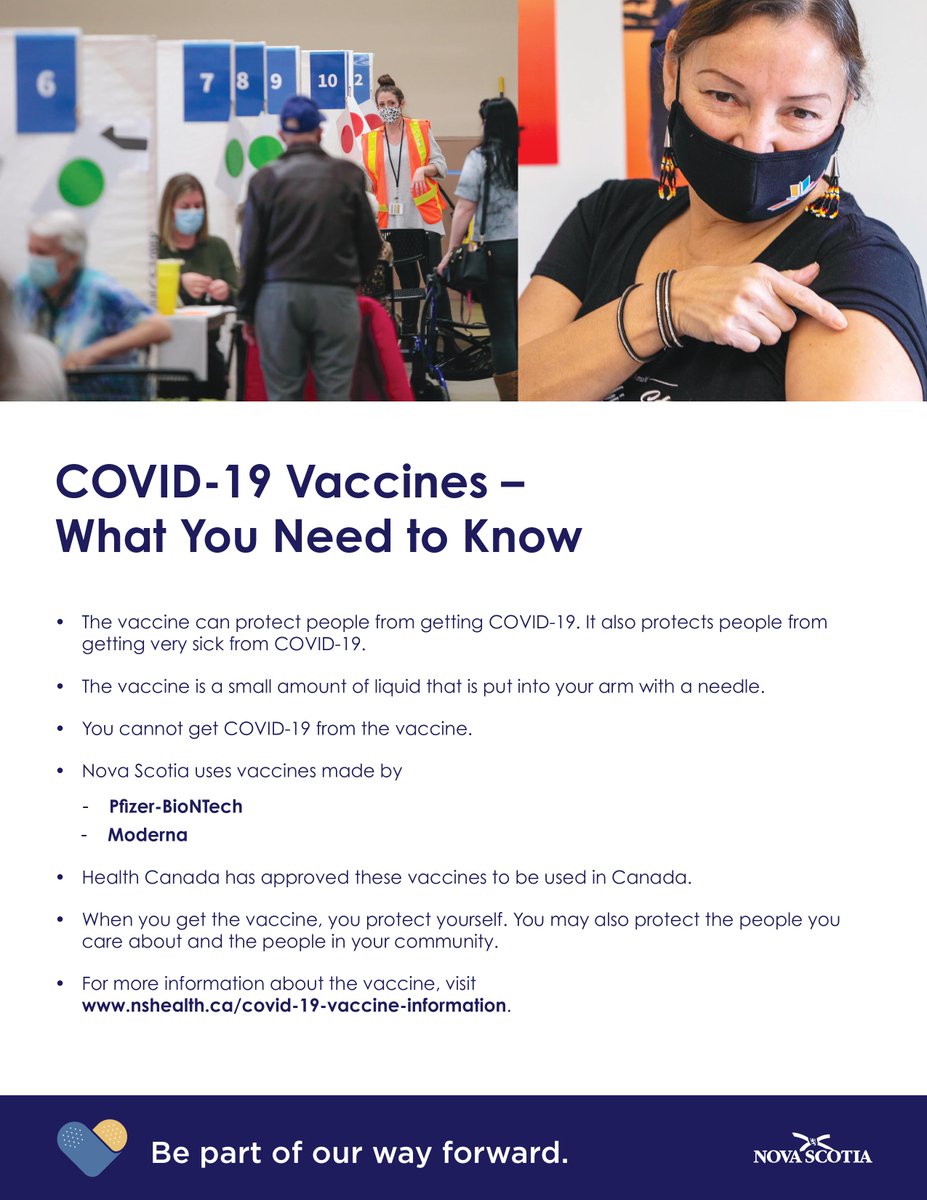 6
7
8
9
10
2
COVID-19 Vaccines –
What You Need to Know
• The vaccine can protect people from getting COVID-19. It also protects people from
getting very sick from COVID-19.
• The vaccine is a small amount of liquid that is put into your arm with a needle.
• You cannot get COVID-19 from the vaccine.
• Nova Scotia uses vaccines made by
- Pfizer-BioNTech
- Moderna
• Health Canada has approved these vaccines to be used in Canada.
• When you get the vaccine, you protect yourself. You may also protect the people you
care about and the people in your community.
• For more information about the vaccine, visit
www.nshealth.ca/covid-19-vaccine-information.
Be part of our way forward.
NOVA SCOTIA